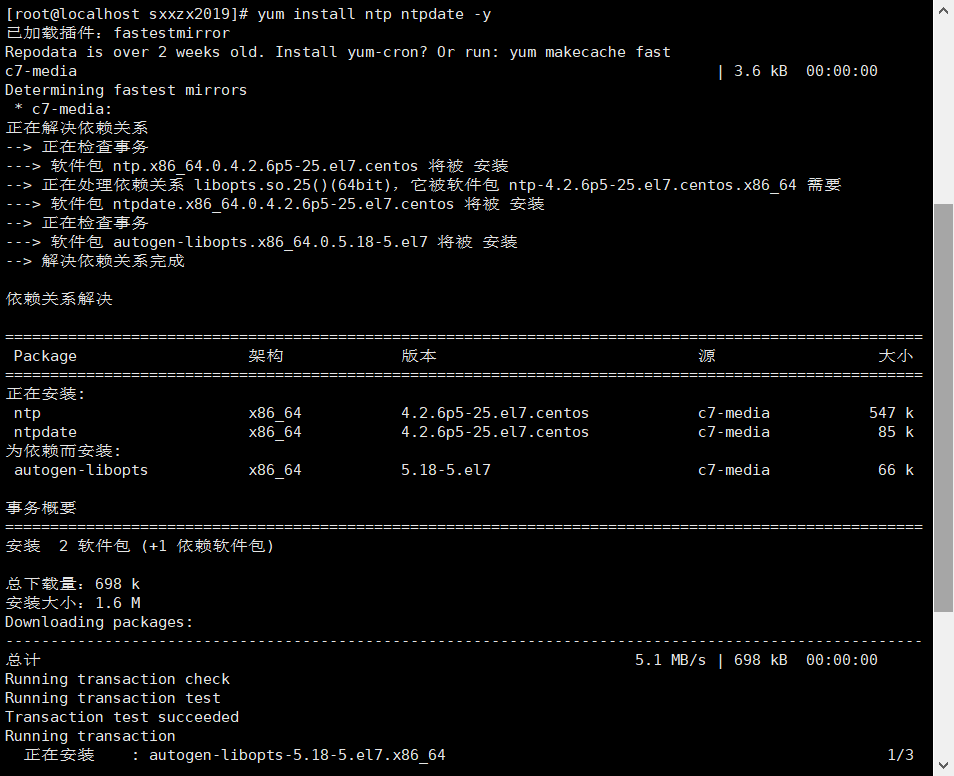 [root@localhost sxxzx2019]# yum install ntp ntpdate -y
已加载插件：fastestmirror
Repodata is over 2 weeks old. Install yum-cron? Or run: yum makecache fast
c7-media | 3.6 kB 00:00:00
Determining fastest mirrors
* c7-media:
正在解决依赖关系
--> 正在检查事务
---> 软件包 ntp.x86_64.0.4.2.6p5-25.el7.centos 将被 安装
--> 正在处理依赖关系 libopts.so.25()(64bit)，它被软件包 ntp-4.2.6p5-25.el7.centos.x86_64 需要
---> 软件包 ntpdate.x86_64.0.4.2.6p5-25.el7.centos 将被 安装
--> 正在检查事务
---> 软件包 autogen-libopts.x86_64.0.5.18-5.el7 将被 安装
--> 解决依赖关系完成
依赖关系解决
================================================================================
Package 架构 版本 源 大小
================================================================================
正在安装:
ntp x86_64 4.2.6p5-25.el7.centos c7-media 547 k
ntpdate x86_64 4.2.6p5-25.el7.centos c7-media 85 k
为依赖而安装:
autogen-libopts x86_64 5.18-5.el7 c7-media 66 k
事务概要
================================================================================
安装 2 软件包 (+1 依赖软件包)
总下载量：698 k
安装大小：1.6 M
Downloading packages:
--------------------------------------------------------------------------------
总计 5.1 MB/s | 698 kB 00:00:00
Running transaction check
Running transaction test
Transaction test succeeded
Running transaction
正在安装 : autogen-libopts-5.18-5.el7.x86_64 1/3